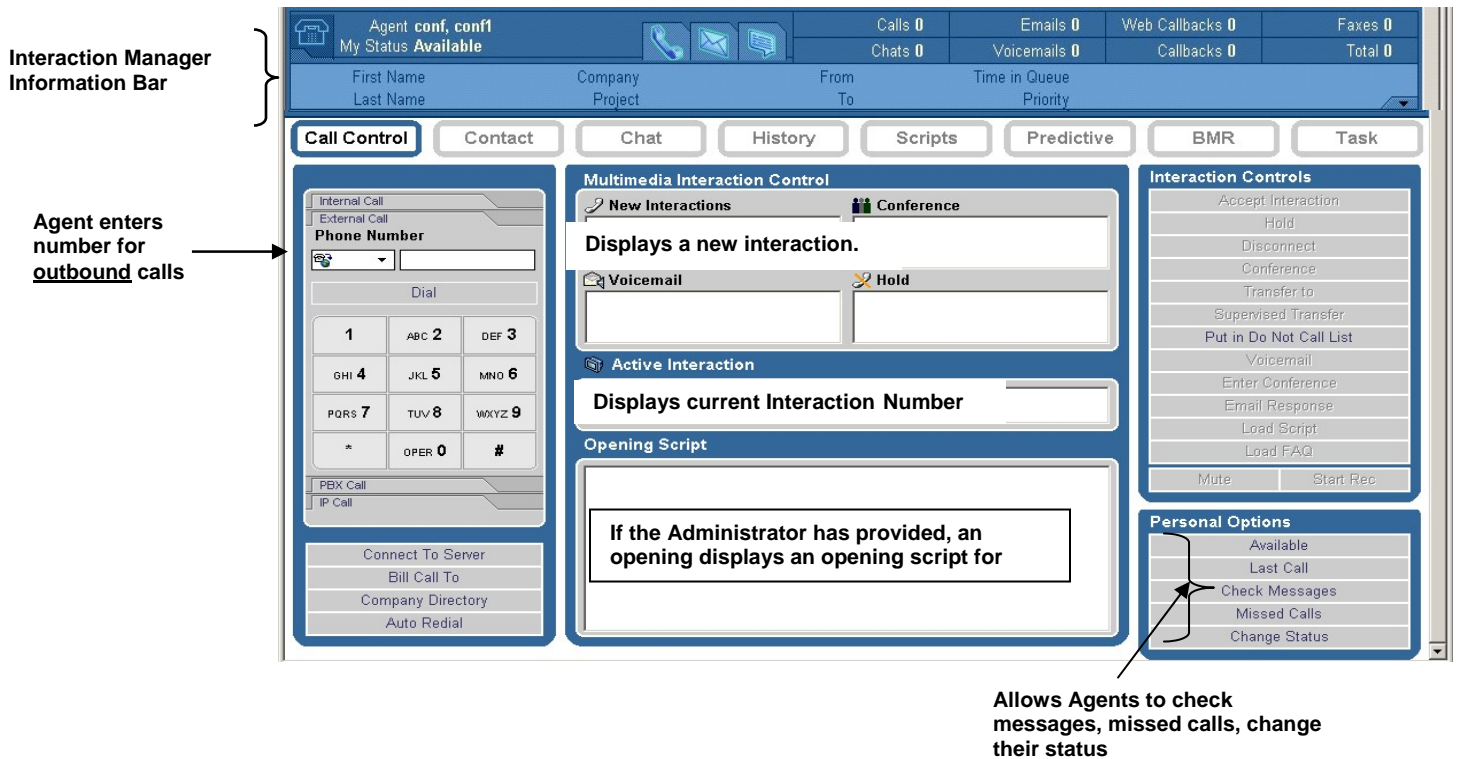 Interaction Manager
Information Bar
Agent conf, conf1
My Status Available
Calls 0
Emails 0
Web Callbacks 0
Faxes 0
Chats 0
Voicemails 0
Callbacks 0
Total 0
First Name
Company
From
Time in Queue
Last Name
Project
To
Priority
Call Control
Contact
Chat
History
Scripts
Predictive
BMR
Task
Agent enters
number for
outbound calls
Internal Call
External Call
Phone Number
Dial
1
ABC 2
DEF 3
GHI 4
JKL 5
MNO 6
PQRS 7
TUV 8
WXYZ 9
*
OPER 0
#
PBX Call
IP Call
Connect To Server
Bill Call To
Company Directory
Auto Redial
Multimedia Interaction Control
New Interactions
Conference
Displays a new interaction.
Voicemail
Hold
Active Interaction
Displays current Interaction Number
Opening Script
If the Administrator has provided, an
opening displays an opening script for
Interaction Controls
Accept Interaction
Hold
Disconnect
Conference
Transfer to
Supervised Transfer
Put in Do Not Call List
Voicemail
Enter Conference
Email Response
Load Script
Load FAQ
Mute
Start Rec
Personal Options
Available
Last Call
Check Messages
Missed Calls
Change Status
Allows Agents to check
messages, missed calls, change
their status